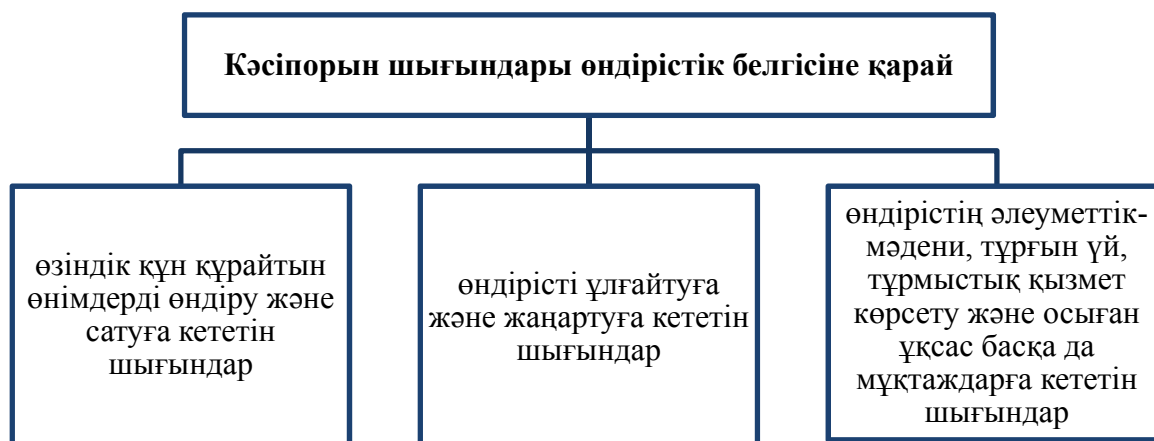 Кәсіпорын шығындары өндірістік белгісіне қарай
өзіндік құн құрайтын
өнімдерді өндіру және
сатуға кететін
шығындар
өндірісті ұлғайтуға
және жаңартуға кететін
шығындар
өндірістің әлеуметтік-
мәдени, тұрғын үй,
тұрмыстық қызмет
көрсету және осыған
ұқсас басқа да
мұқтаждарға кететін
шығындар